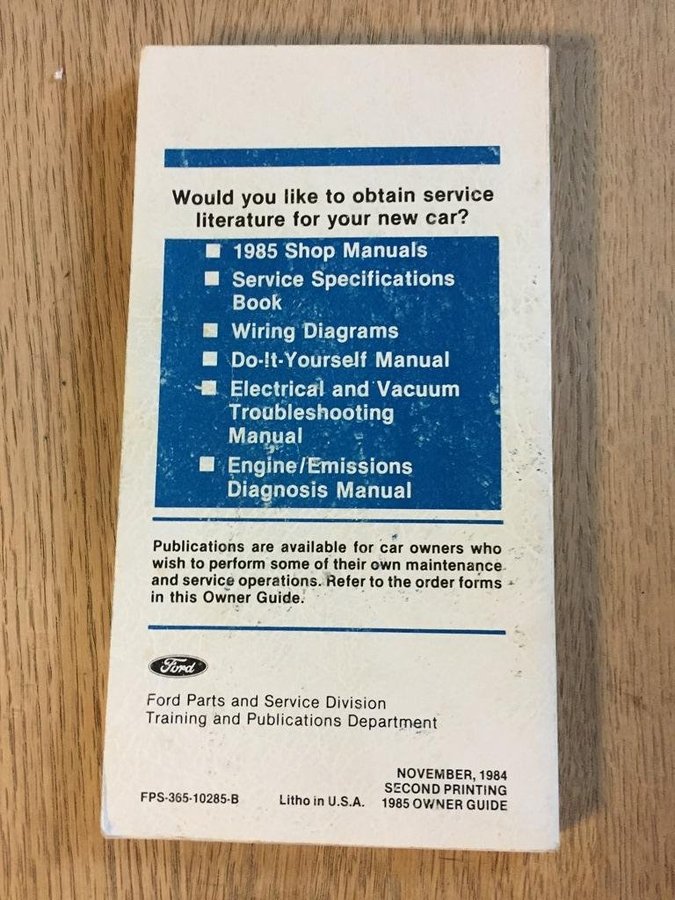 Would you like to obtain service
literature for your new car?
1985 Shop Manuals
Service Specifications
Book
Wiring Diagrams
Do-It-Yourself Manual
Electrical and Vacuum
Troubleshooting
Manual
Engine/Emissions
Diagnosis Manual
Publications are available for car owners who
wish to perform some of their own maintenance
and service operations. Refer to the order forms
in this Owner Guide.
Ford
Ford Parts and Service Division
Training and Publications Department
NOVEMBER, 1984
SECOND PRINTING
FPS-365-10285-B Litho in U.S.A. 1985 OWNER GUIDE